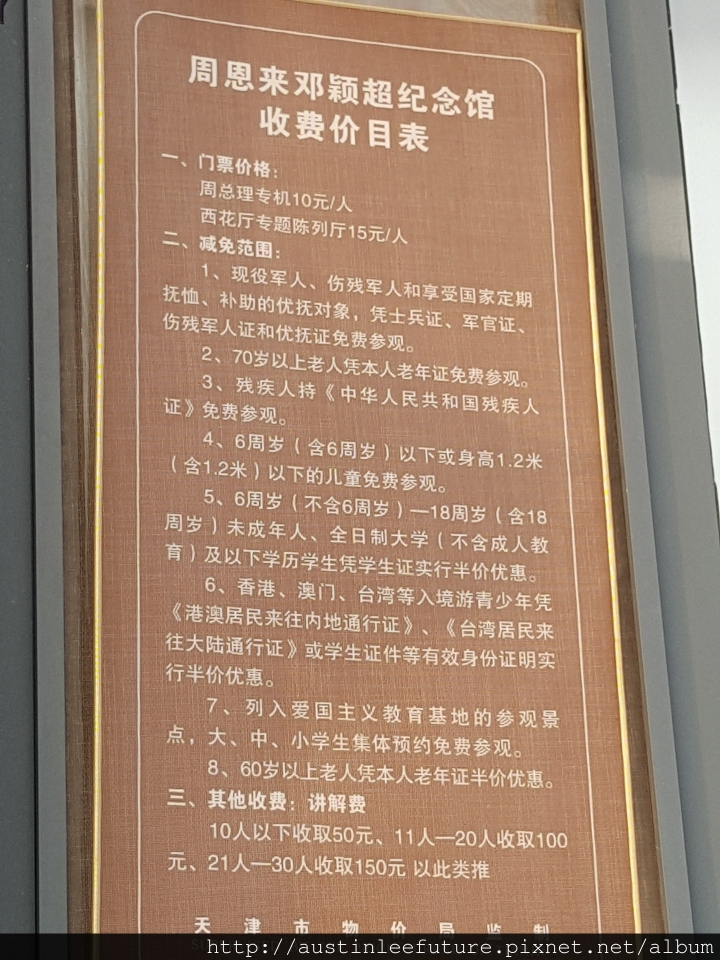 周恩来邓颖超纪念馆
收费价目表
一、门票价格：
周总理专机10元/人
西花厅专题陈列厅15元/人
二、减免范围：
1、现役军人、伤残军人和享受国家定期
抚恤、补助的优抚对象，凭士兵证、军官证、
伤残军人证和优抚证免费参观。
2、70岁以上老人凭本人老年证免费参观。
3、残疾人持《中华人民共和国残疾人
证》免费参观。
4、6周岁（含6周岁）以下或身高1.2米
（含1.2米）以下的儿童免费参观。
5、6周岁（不含6周岁）—18周岁（含18
周岁）未成年人、全日制大学（不含成人教
育）及以下学历学生凭学生证实行半价优惠。
6、香港、澳门、台湾等入境游青少年凭
《港澳居民来往内地通行证》、《台湾居民来
往大陆通行证》或学生证件等有效身份证明实
行半价优惠。
7、列入爱国主义教育基地的参观景
点，大、中、小学生集体预约免费参观。
8、60岁以上老人凭本人老年证半价优惠。
三、其他收费：讲解费
10人以下收取50元、11人—20人收取100
元、21人—30人收取150元 以此类推
天津市物价局监制
http://austinleefuture.pixnet.net/album